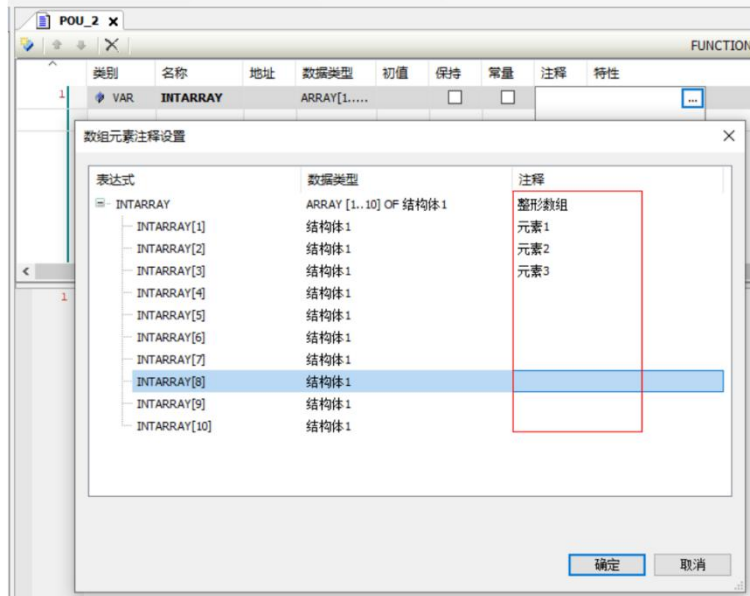 POU_2
FUNCTION
类别 名称 地址 数据类型 初值 保持 常量 注释 特性
1 VAR INTARRAY ARRAY[1..... ...
数组元素注释设置
表达式 数据类型 注释
INTARRAY ARRAY [1..10] OF 结构体1 整形数组
INTARRAY[1] 结构体1 元素1
INTARRAY[2] 结构体1 元素2
INTARRAY[3] 结构体1 元素3
1
INTARRAY[4] 结构体1
INTARRAY[5] 结构体1
INTARRAY[6] 结构体1
INTARRAY[7] 结构体1
INTARRAY[8] 结构体1
INTARRAY[9] 结构体1
INTARRAY[10] 结构体1
确定 取消